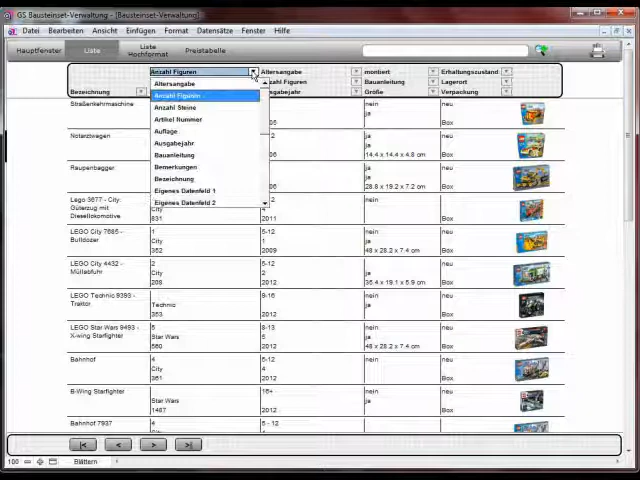 GS Bausteinset-Verwaltung - [Bausteinset-Verwaltung]
Datei Bearbeiten Ansicht Einfügen Format Datensätze Fenster Hilfe
Hauptfenster Liste Liste Hochformat Preistabelle
Anzahl Figuren Altersangabe montiert Erhaltungszustand
Anzahl Figuren Bauanleitung Lagerort
Bezeichnung Größe Verpackung
Altersangabe
Anzahl Figuren
Anzahl Steine
Artikel Nummer
Auflage
Ausgabejahr
Bauanleitung
Bemerkungen
Bezeichnung
Eigenes Datenfeld 1
Eigenes Datenfeld 2
Straßenkehrmaschine nein neu
ja
Box
Notarztwagen neu
ja
14.4 x 14.4 x 4.8 cm Box
Raupenbagger neu
ja
28.8 x 19.2 x 7.2 cm Box
Lego 3677 - City: nein neu
Güterzug mit City 4
Diesellokomotive 831 2011 Box
LEGO City 7685 - 1 5-12 neu
Bulldozer City 1 ja
352 2009 48 x 28.2 x 7.4 cm Box
LEGO City 4432 - 2 5-12 neu
Müllabfuhr City 2 ja
208 2012 35.4 x 19.1 x 5.9 cm Box
LEGO Technic 9393 - 9-16 nein neu
Traktor Technic ja
353 2012 Box
LEGO Star Wars 9493 - 5 8-13 nein neu
X-wing Starfighter Star Wars 5 ja
560 2012 48 x 28.2 x 7.4 cm Box
Bahnhof 4 5-12 nein neu
City 4
361 2012 Box
B-Wing Starfighter 16+ nein neu
Star Wars ja
1487 2012 Box
Bahnhof 7937 4 5 - 12 neu
|< < > >|
100 Blättern